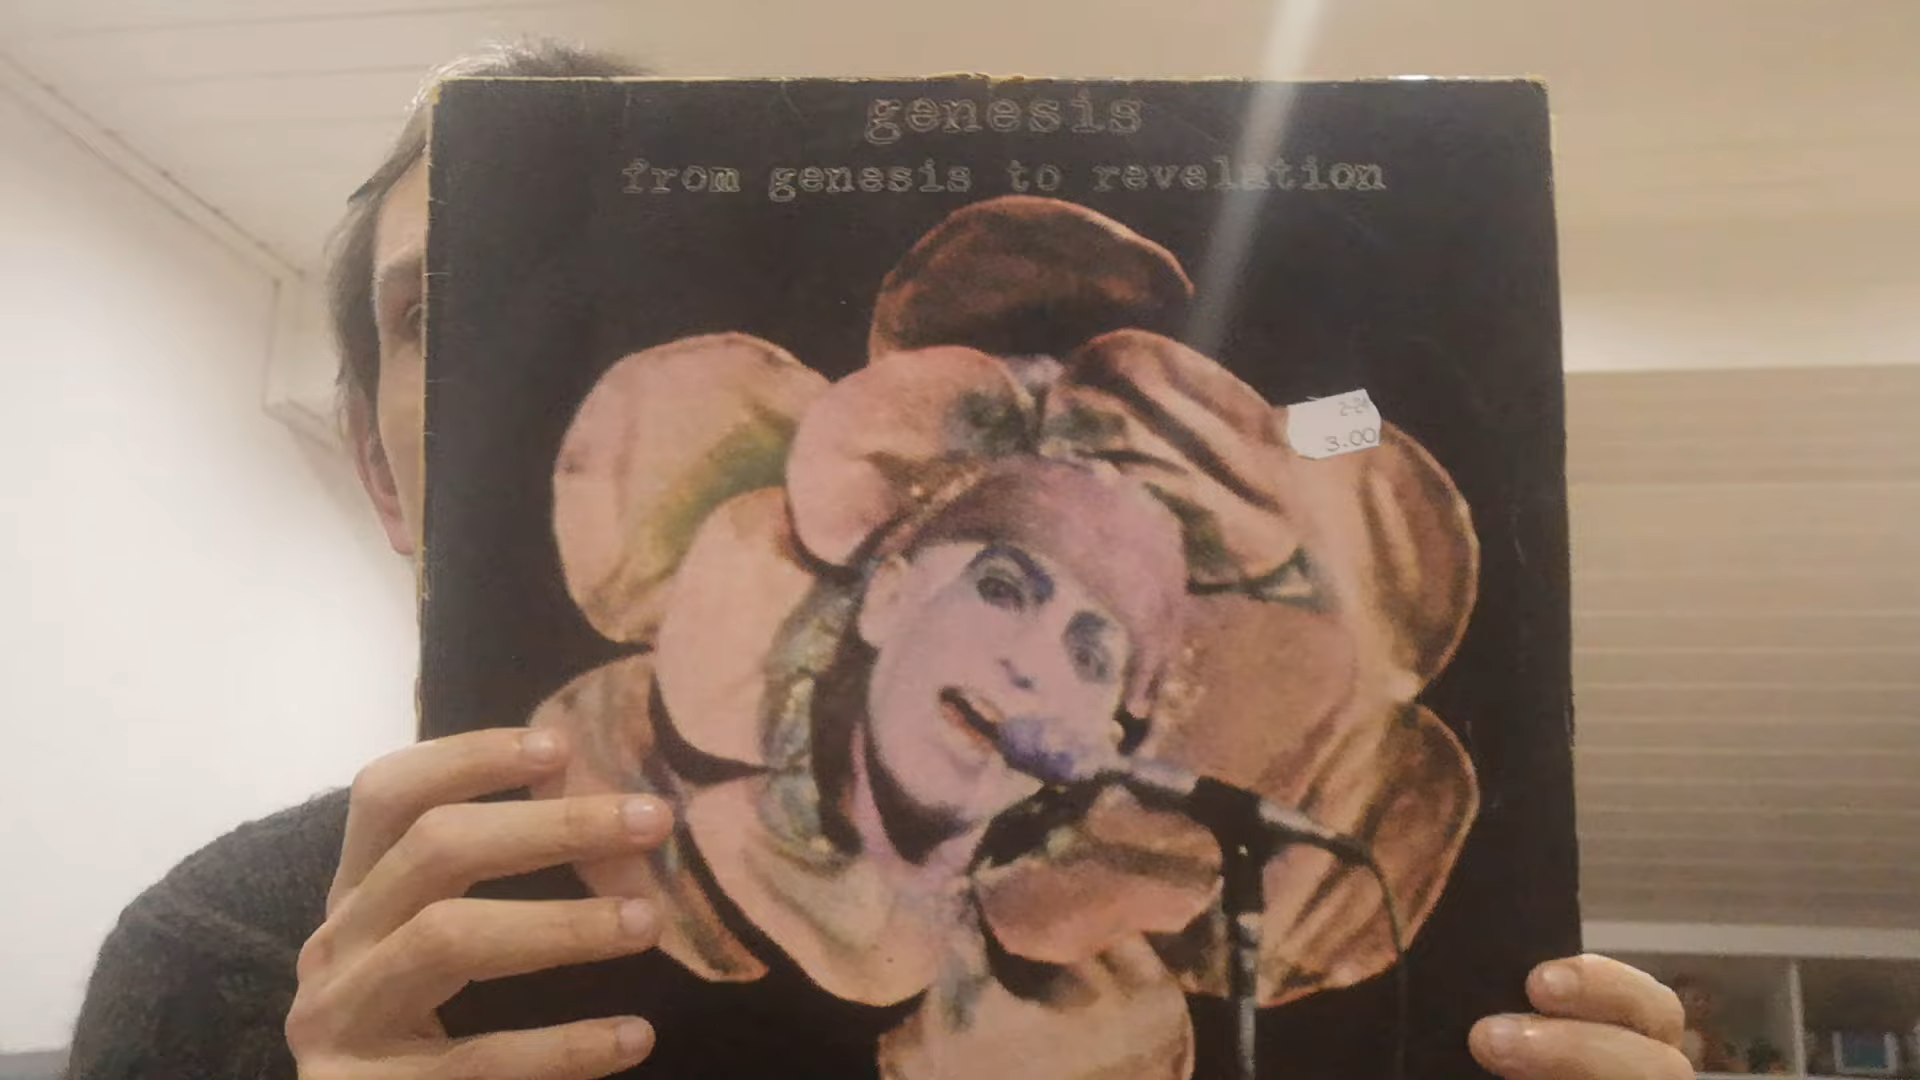 genesis
from genesis to revelation
3.00